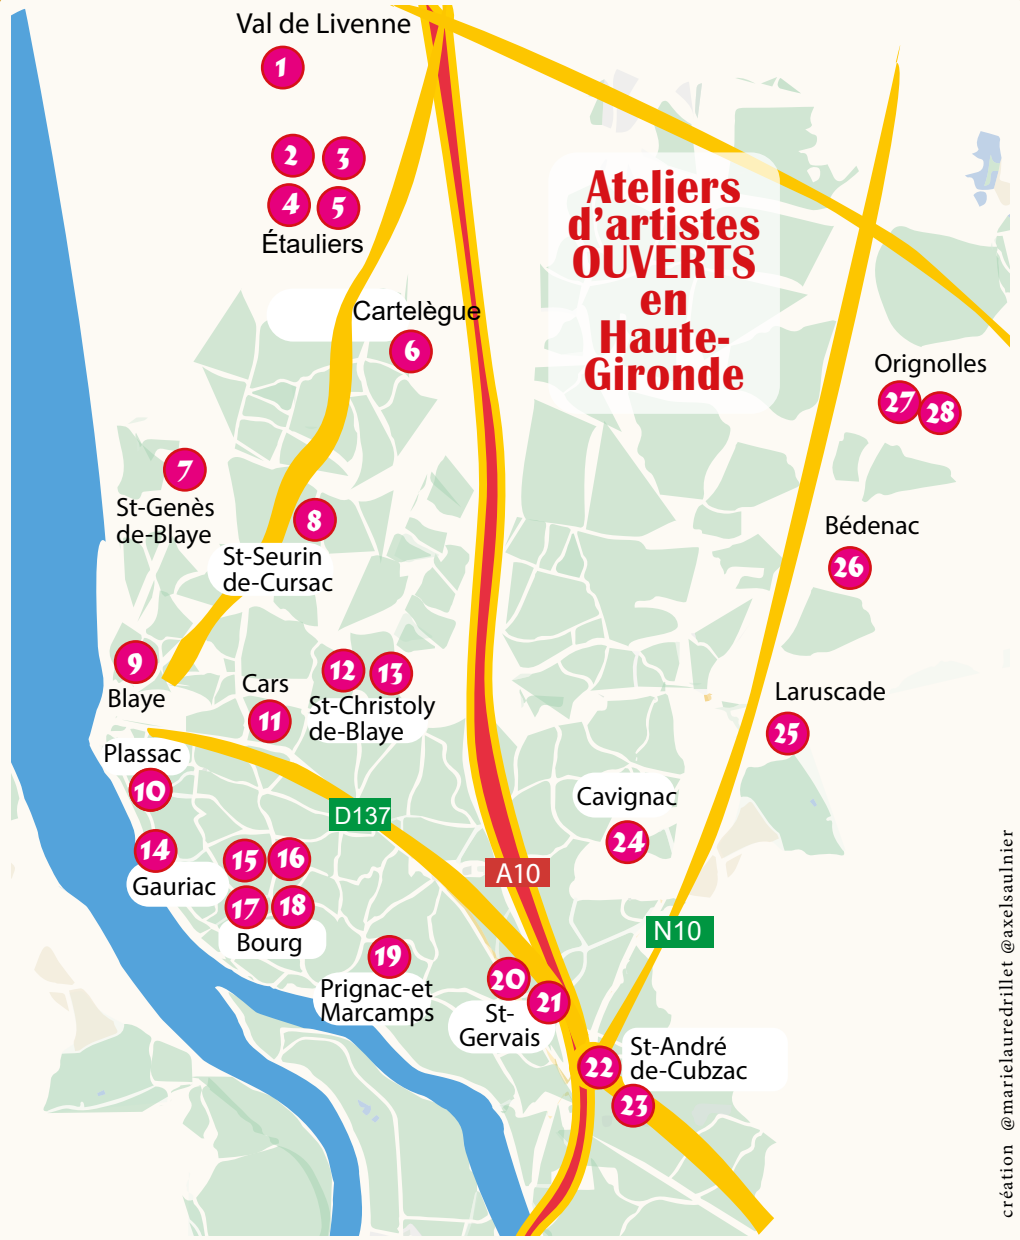 Val de Livenne
1
2 3
4 5
Étauliers
Ateliers
d'artistes
OUVERTS
en
Haute-
Gironde
Cartelègue
6
Orignolles
27 28
7
St-Genès
de-Blaye
8
St-Seurin
de-Cursac
Bédenac
26
9
Blaye
12 13
St-Christoly
de-Blaye
Cars
11
Laruscade
25
Plassac
10
D137
Cavignac
24
14
Gauriac
15 16
17 18
Bourg
A10
N10
19
Prignac-et
Marcamps
20
21
St-
Gervais
22
St-André
de-Cubzac
23
création @marielauredrillet @axelsaulnier